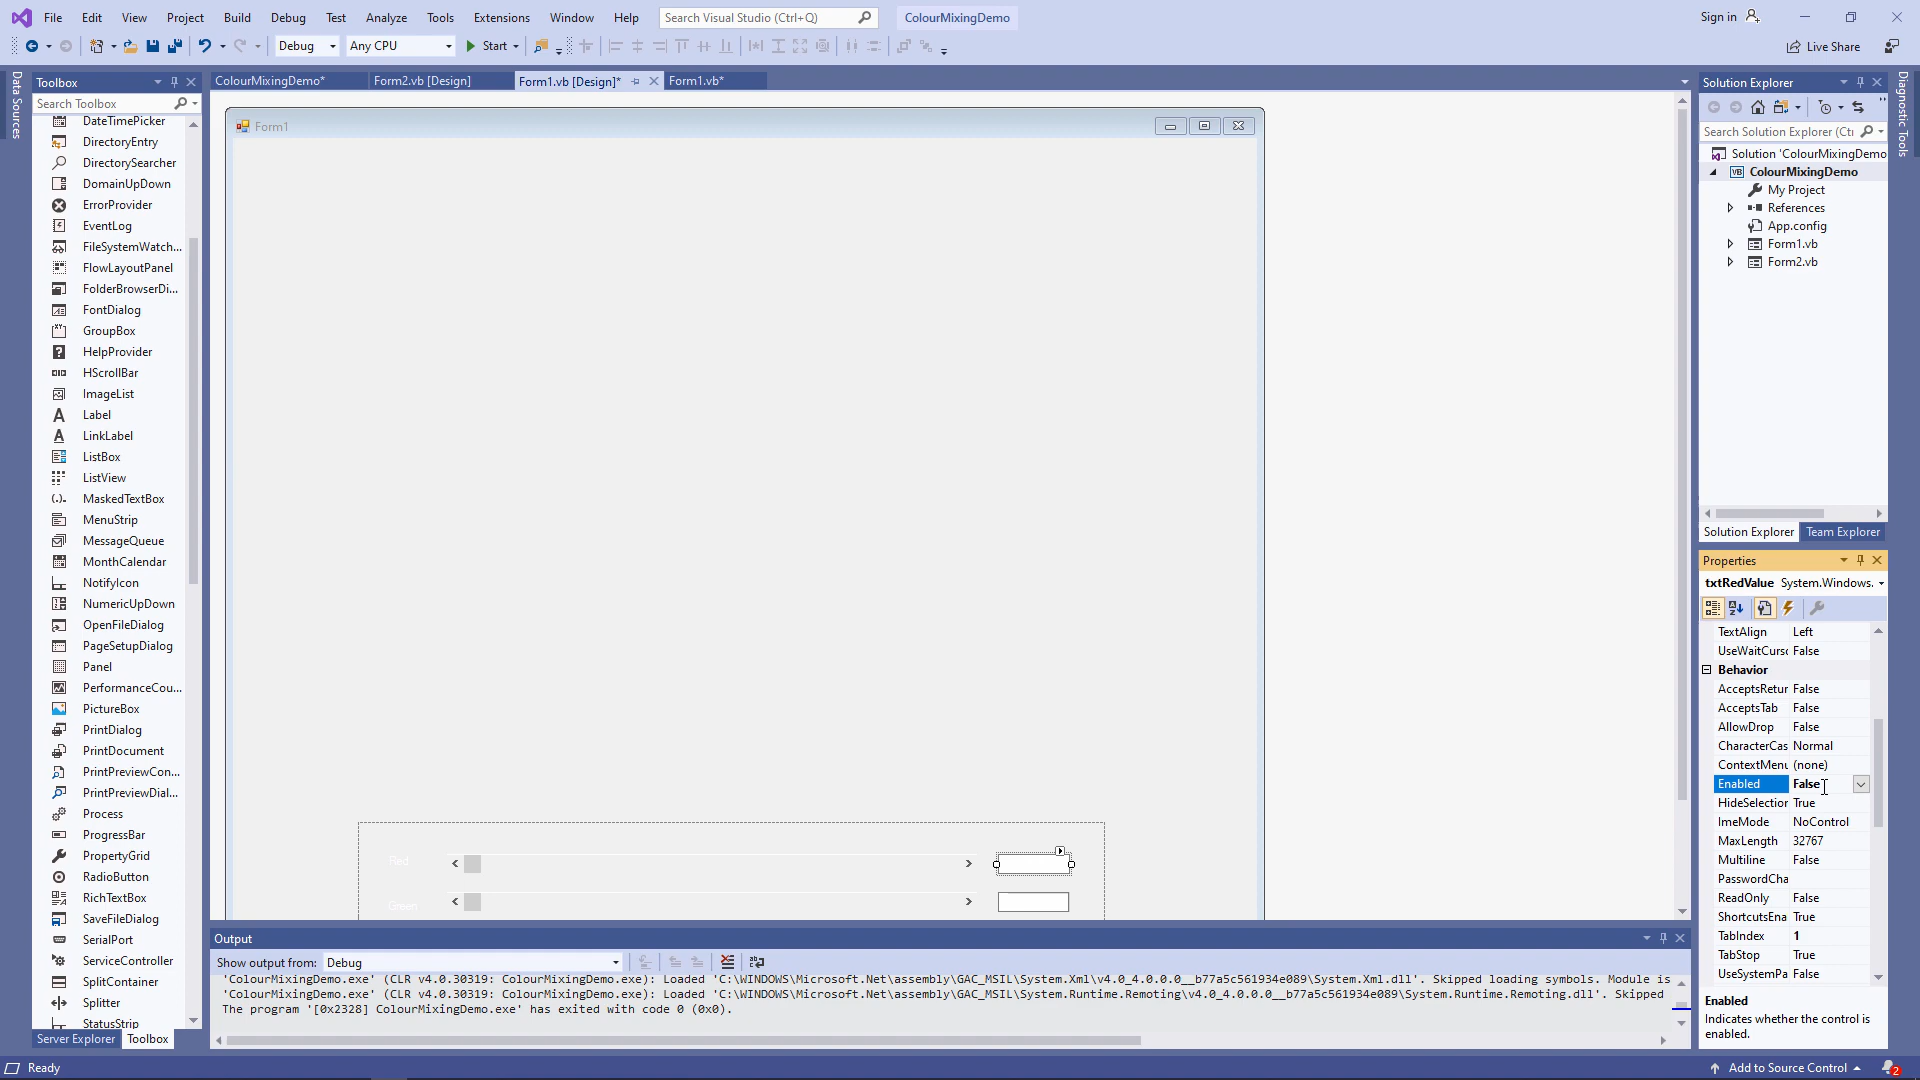 File Edit View Project Build Debug Test Analyze Tools Extensions Window Help Search Visual Studio (Ctrl+Q) ColourMixingDemo Sign in
Debug Any CPU Start Live Share
Data Sources
Toolbox
Search Toolbox
DateTimePicker
DirectoryEntry
DirectorySearcher
DomainUpDown
ErrorProvider
EventLog
FileSystemWatch...
FlowLayoutPanel
FolderBrowserDi...
FontDialog
GroupBox
HelpProvider
HScrollBar
ImageList
Label
LinkLabel
ListBox
ListView
MaskedTextBox
MenuStrip
MessageQueue
MonthCalendar
NotifyIcon
NumericUpDown
OpenFileDialog
PageSetupDialog
Panel
PerformanceCou...
PictureBox
PrintDialog
PrintDocument
PrintPreviewCon...
PrintPreviewDial...
Process
ProgressBar
PropertyGrid
RadioButton
RichTextBox
SaveFileDialog
SerialPort
ServiceController
SplitContainer
Splitter
StatusStrip
Server Explorer Toolbox
ColourMixingDemo* Form2.vb [Design] Form1.vb [Design]* Form1.vb*
Form1
Red
Green
Output
Show output from: Debug
'ColourMixingDemo.exe' (CLR v4.0.30319: ColourMixingDemo.exe): Loaded 'C:\WINDOWS\Microsoft.Net\assembly\GAC_MSIL\System.Xml\v4.0_4.0.0.0__b77a5c561934e089\System.Xml.dll'. Skipped loading symbols. Module is
'ColourMixingDemo.exe' (CLR v4.0.30319: ColourMixingDemo.exe): Loaded 'C:\WINDOWS\Microsoft.Net\assembly\GAC_MSIL\System.Runtime.Remoting\v4.0_4.0.0.0__b77a5c561934e089\System.Runtime.Remoting.dll'. Skipped
The program '[0x2328] ColourMixingDemo.exe' has exited with code 0 (0x0).
Solution Explorer
Search Solution Explorer (Ctr
Solution 'ColourMixingDemo
VB ColourMixingDemo
My Project
References
App.config
Form1.vb
Form2.vb
Solution Explorer Team Explorer
Diagnostic Tools
Properties
txtRedValue System.Windows.
TextAlign Left
UseWaitCurso False
Behavior
AcceptsRetur False
AcceptsTab False
AllowDrop False
CharacterCas Normal
ContextMenu (none)
Enabled False
HideSelection True
ImeMode NoControl
MaxLength 32767
Multiline False
PasswordCha
ReadOnly False
ShortcutsEna True
TabIndex 1
TabStop True
UseSystemPa False
Enabled
Indicates whether the control is
enabled.
Ready Add to Source Control 2